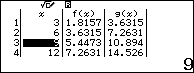 √□ R
x f(x) g(x)
1 3 1.8157 3.6315
2 6 3.6315 7.2631
3 9 5.4473 10.894
4 12 7.2631 14.526
9